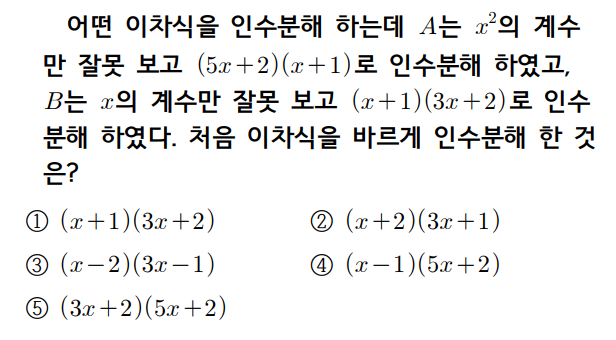 어떤 이차식을 인수분해 하는데 A는 x²의 계수
만 잘못 보고 (5x+2)(x+1)로 인수분해 하였고,
B는 x의 계수만 잘못 보고 (x+1)(3x+2)로 인수
분해 하였다. 처음 이차식을 바르게 인수분해 한 것
은?
① (x+1)(3x+2) ② (x+2)(3x+1)
③ (x-2)(3x-1) ④ (x-1)(5x+2)
⑤ (3x+2)(5x+2)